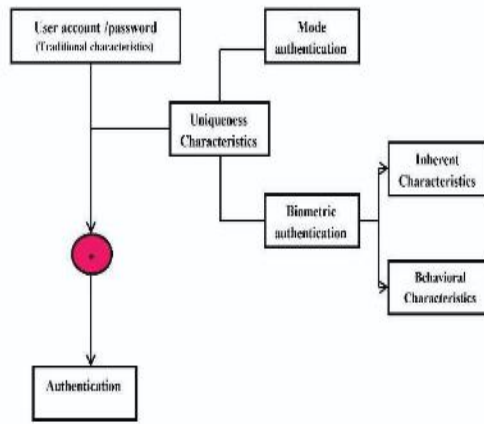 User account /password
(Traditional characteristics)
Mode
authentication
Uniqueness
Characteristics
Inherent
Characteristics
Biometric
authentication
Behavioral
Characteristics
Authentication